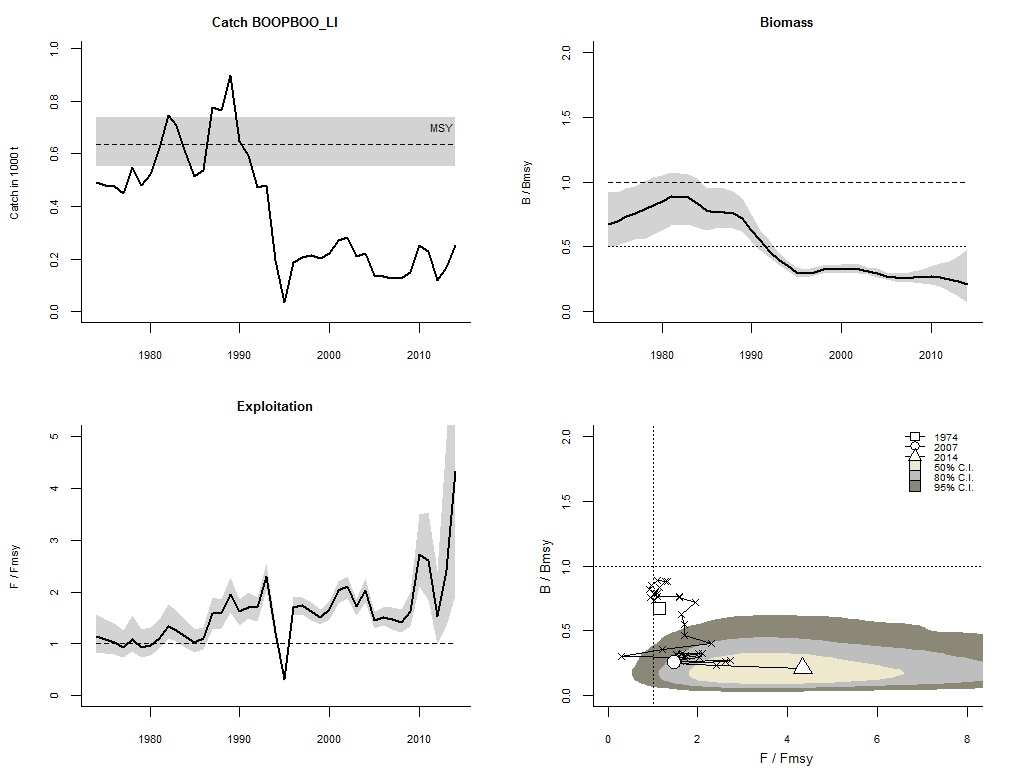 Catch BOOPBOO_LI
Catch in 1000 t
1.0
0.8
0.6
0.4
0.2
0.0
MSY
1980 1990 2000 2010
Biomass
B / Bmsy
2.0
1.5
1.0
0.5
0.0
1980 1990 2000 2010
Exploitation
F / Fmsy
5
4
3
2
1
0
1980 1990 2000 2010
B / Bmsy
2.0
1.5
1.0
0.5
0.0
1974
2007
2014
50% C.I.
80% C.I.
95% C.I.
0 2 4 6 8
F / Fmsy